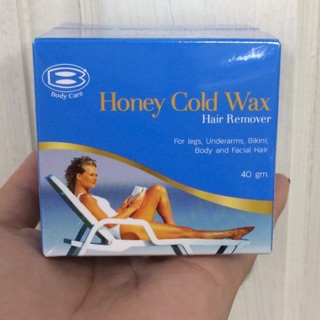 B
Body Care
Honey Cold Wax
Hair Remover
For legs, Underarms, Bikini,
Body and Facial Hair
40 gm.